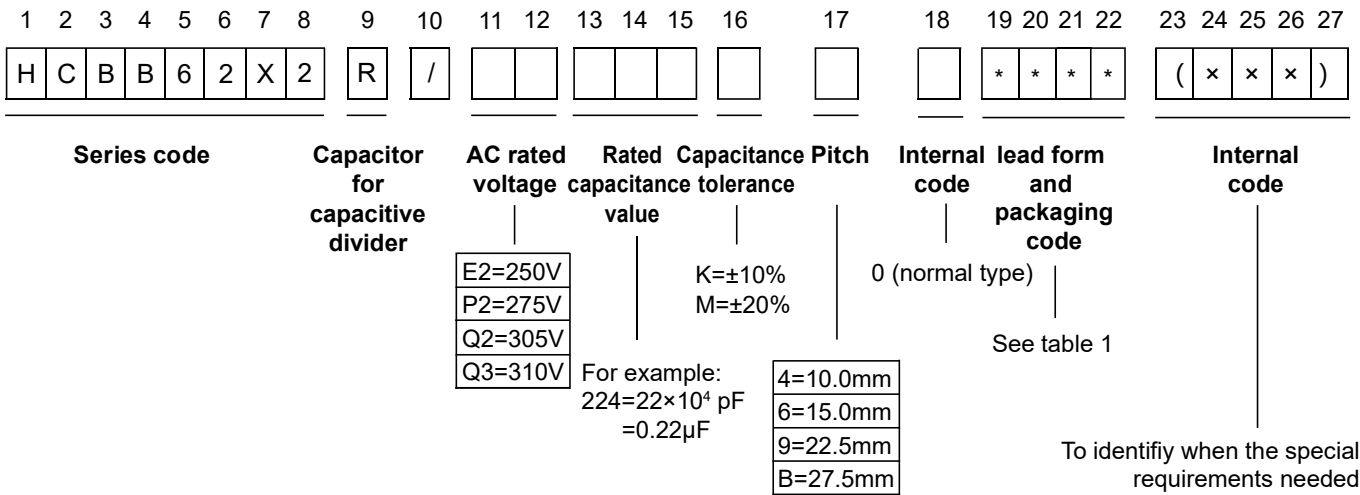 1 2 3 4 5 6 7 8 9 10 11 12 13 14 15 16 17 18 19 20 21 22 23 24 25 26 27
H C B B 6 2 X 2 R / * * * * ( × × × )
Series code
Capacitor
for
capacitive
divider
AC rated
voltage
Rated
capacitance
value
Capacitance
tolerance
Pitch
Internal
code
lead form
and
packaging
code
Internal
code
E2=250V
P2=275V
Q2=305V
Q3=310V
For example:
224=22×10⁴ pF
=0.22μF
K=±10%
M=±20%
4=10.0mm
6=15.0mm
9=22.5mm
B=27.5mm
0 (normal type)
See table 1
To identifiy when the special
requirements needed